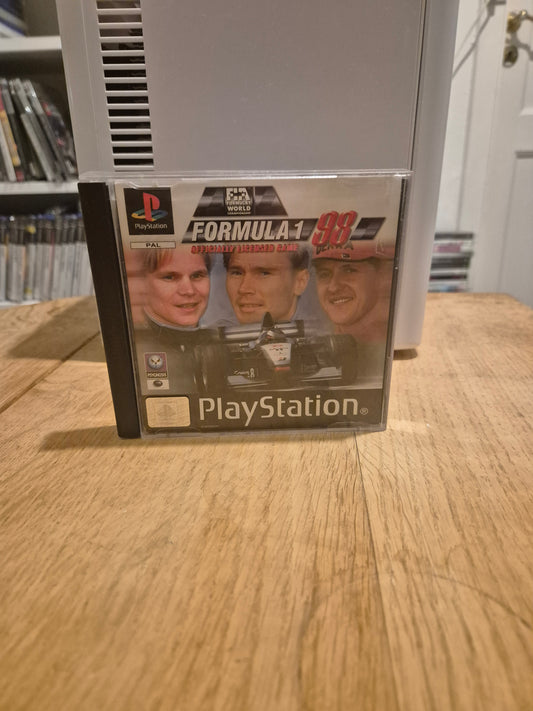 PlayStation
PAL
FIA
FORMULA 1
WORLD
CHAMPIONSHIP
FORMULA 1 98
OFFICIALLY LICENSED GAME
PSYGNOSIS
PlayStation®